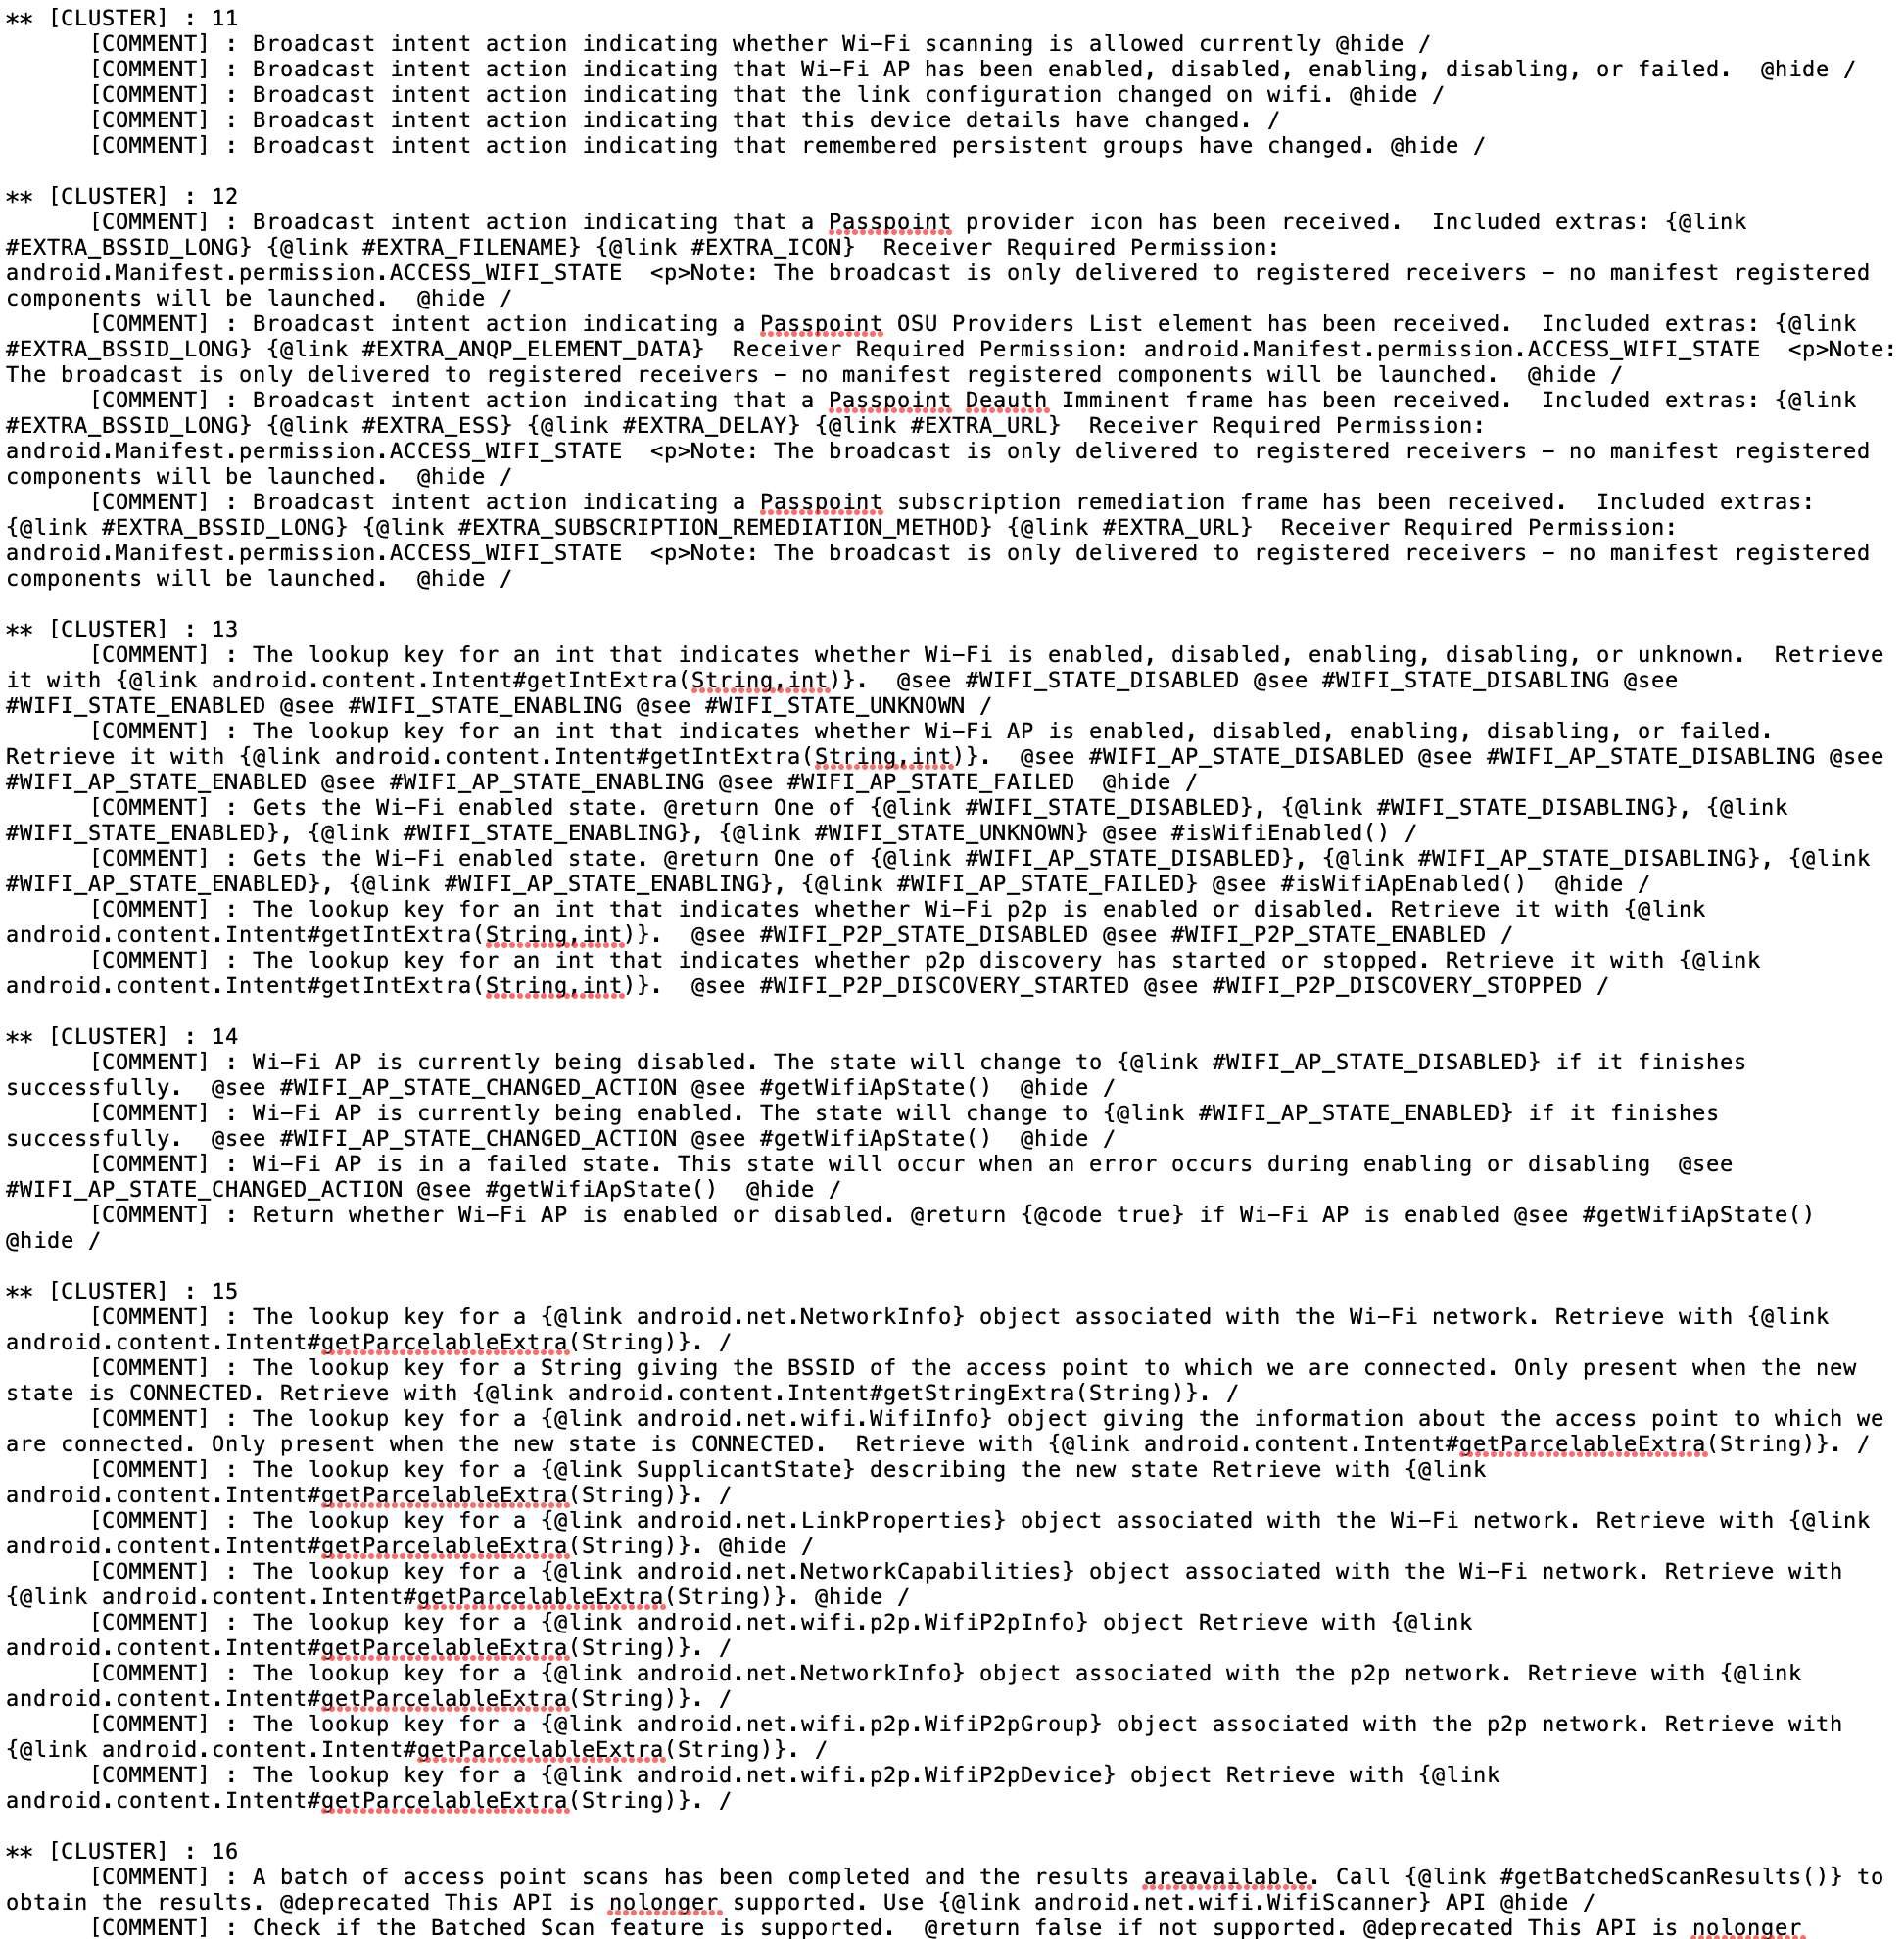 ** [CLUSTER] : 11
[COMMENT] : Broadcast intent action indicating whether Wi-Fi scanning is allowed currently @hide /
[COMMENT] : Broadcast intent action indicating that Wi-Fi AP has been enabled, disabled, enabling, disabling, or failed.  @hide /
[COMMENT] : Broadcast intent action indicating that the link configuration changed on wifi. @hide /
[COMMENT] : Broadcast intent action indicating that this device details have changed. /
[COMMENT] : Broadcast intent action indicating that remembered persistent groups have changed. @hide /
** [CLUSTER] : 12
[COMMENT] : Broadcast intent action indicating that a Passpoint provider icon has been received.  Included extras: {@link
#EXTRA_BSSID_LONG} {@link #EXTRA_FILENAME} {@link #EXTRA_ICON}  Receiver Required Permission:
android.Manifest.permission.ACCESS_WIFI_STATE  <p>Note: The broadcast is only delivered to registered receivers – no manifest registered
components will be launched.  @hide /
[COMMENT] : Broadcast intent action indicating a Passpoint OSU Providers List element has been received.  Included extras: {@link
#EXTRA_BSSID_LONG} {@link #EXTRA_ANQP_ELEMENT_DATA}  Receiver Required Permission: android.Manifest.permission.ACCESS_WIFI_STATE  <p>Note:
The broadcast is only delivered to registered receivers – no manifest registered components will be launched.  @hide /
[COMMENT] : Broadcast intent action indicating that a Passpoint Deauth Imminent frame has been received.  Included extras: {@link
#EXTRA_BSSID_LONG} {@link #EXTRA_ESS} {@link #EXTRA_DELAY} {@link #EXTRA_URL}  Receiver Required Permission:
android.Manifest.permission.ACCESS_WIFI_STATE  <p>Note: The broadcast is only delivered to registered receivers – no manifest registered
components will be launched.  @hide /
[COMMENT] : Broadcast intent action indicating a Passpoint subscription remediation frame has been received.  Included extras:
{@link #EXTRA_BSSID_LONG} {@link #EXTRA_SUBSCRIPTION_REMEDIATION_METHOD} {@link #EXTRA_URL}  Receiver Required Permission:
android.Manifest.permission.ACCESS_WIFI_STATE  <p>Note: The broadcast is only delivered to registered receivers – no manifest registered
components will be launched.  @hide /
** [CLUSTER] : 13
[COMMENT] : The lookup key for an int that indicates whether Wi-Fi is enabled, disabled, enabling, disabling, or unknown.  Retrieve
it with {@link android.content.Intent#getIntExtra(String,int)}.  @see #WIFI_STATE_DISABLED @see #WIFI_STATE_DISABLING @see
#WIFI_STATE_ENABLED @see #WIFI_STATE_ENABLING @see #WIFI_STATE_UNKNOWN /
[COMMENT] : The lookup key for an int that indicates whether Wi-Fi AP is enabled, disabled, enabling, disabling, or failed.
Retrieve it with {@link android.content.Intent#getIntExtra(String,int)}.  @see #WIFI_AP_STATE_DISABLED @see #WIFI_AP_STATE_DISABLING @see
#WIFI_AP_STATE_ENABLED @see #WIFI_AP_STATE_ENABLING @see #WIFI_AP_STATE_FAILED  @hide /
[COMMENT] : Gets the Wi-Fi enabled state. @return One of {@link #WIFI_STATE_DISABLED}, {@link #WIFI_STATE_DISABLING}, {@link
#WIFI_STATE_ENABLED}, {@link #WIFI_STATE_ENABLING}, {@link #WIFI_STATE_UNKNOWN} @see #isWifiEnabled() /
[COMMENT] : Gets the Wi-Fi enabled state. @return One of {@link #WIFI_AP_STATE_DISABLED}, {@link #WIFI_AP_STATE_DISABLING}, {@link
#WIFI_AP_STATE_ENABLED}, {@link #WIFI_AP_STATE_ENABLING}, {@link #WIFI_AP_STATE_FAILED} @see #isWifiApEnabled()  @hide /
[COMMENT] : The lookup key for an int that indicates whether Wi-Fi p2p is enabled or disabled. Retrieve it with {@link
android.content.Intent#getIntExtra(String,int)}.  @see #WIFI_P2P_STATE_DISABLED @see #WIFI_P2P_STATE_ENABLED /
[COMMENT] : The lookup key for an int that indicates whether p2p discovery has started or stopped. Retrieve it with {@link
android.content.Intent#getIntExtra(String,int)}.  @see #WIFI_P2P_DISCOVERY_STARTED @see #WIFI_P2P_DISCOVERY_STOPPED /
** [CLUSTER] : 14
[COMMENT] : Wi-Fi AP is currently being disabled. The state will change to {@link #WIFI_AP_STATE_DISABLED} if it finishes
successfully.  @see #WIFI_AP_STATE_CHANGED_ACTION @see #getWifiApState()  @hide /
[COMMENT] : Wi-Fi AP is currently being enabled. The state will change to {@link #WIFI_AP_STATE_ENABLED} if it finishes
successfully.  @see #WIFI_AP_STATE_CHANGED_ACTION @see #getWifiApState()  @hide /
[COMMENT] : Wi-Fi AP is in a failed state. This state will occur when an error occurs during enabling or disabling  @see
#WIFI_AP_STATE_CHANGED_ACTION @see #getWifiApState()  @hide /
[COMMENT] : Return whether Wi-Fi AP is enabled or disabled. @return {@code true} if Wi-Fi AP is enabled @see #getWifiApState()
@hide /
** [CLUSTER] : 15
[COMMENT] : The lookup key for a {@link android.net.NetworkInfo} object associated with the Wi-Fi network. Retrieve with {@link
android.content.Intent#getParcelableExtra(String)}. /
[COMMENT] : The lookup key for a String giving the BSSID of the access point to which we are connected. Only present when the new
state is CONNECTED. Retrieve with {@link android.content.Intent#getStringExtra(String)}. /
[COMMENT] : The lookup key for a {@link android.net.wifi.WifiInfo} object giving the information about the access point to which we
are connected. Only present when the new state is CONNECTED.  Retrieve with {@link android.content.Intent#getParcelableExtra(String)}. /
[COMMENT] : The lookup key for a {@link SupplicantState} describing the new state Retrieve with {@link
android.content.Intent#getParcelableExtra(String)}. /
[COMMENT] : The lookup key for a {@link android.net.LinkProperties} object associated with the Wi-Fi network. Retrieve with {@link
android.content.Intent#getParcelableExtra(String)}. @hide /
[COMMENT] : The lookup key for a {@link android.net.NetworkCapabilities} object associated with the Wi-Fi network. Retrieve with
{@link android.content.Intent#getParcelableExtra(String)}. @hide /
[COMMENT] : The lookup key for a {@link android.net.wifi.p2p.WifiP2pInfo} object Retrieve with {@link
android.content.Intent#getParcelableExtra(String)}. /
[COMMENT] : The lookup key for a {@link android.net.NetworkInfo} object associated with the p2p network. Retrieve with {@link
android.content.Intent#getParcelableExtra(String)}. /
[COMMENT] : The lookup key for a {@link android.net.wifi.p2p.WifiP2pGroup} object associated with the p2p network. Retrieve with
{@link android.content.Intent#getParcelableExtra(String)}. /
[COMMENT] : The lookup key for a {@link android.net.wifi.p2p.WifiP2pDevice} object Retrieve with {@link
android.content.Intent#getParcelableExtra(String)}. /
** [CLUSTER] : 16
[COMMENT] : A batch of access point scans has been completed and the results areavailable. Call {@link #getBatchedScanResults()} to
obtain the results. @deprecated This API is nolonger supported. Use {@link android.net.wifi.WifiScanner} API @hide /
[COMMENT] : Check if the Batched Scan feature is supported.  @return false if not supported. @deprecated This API is nolonger